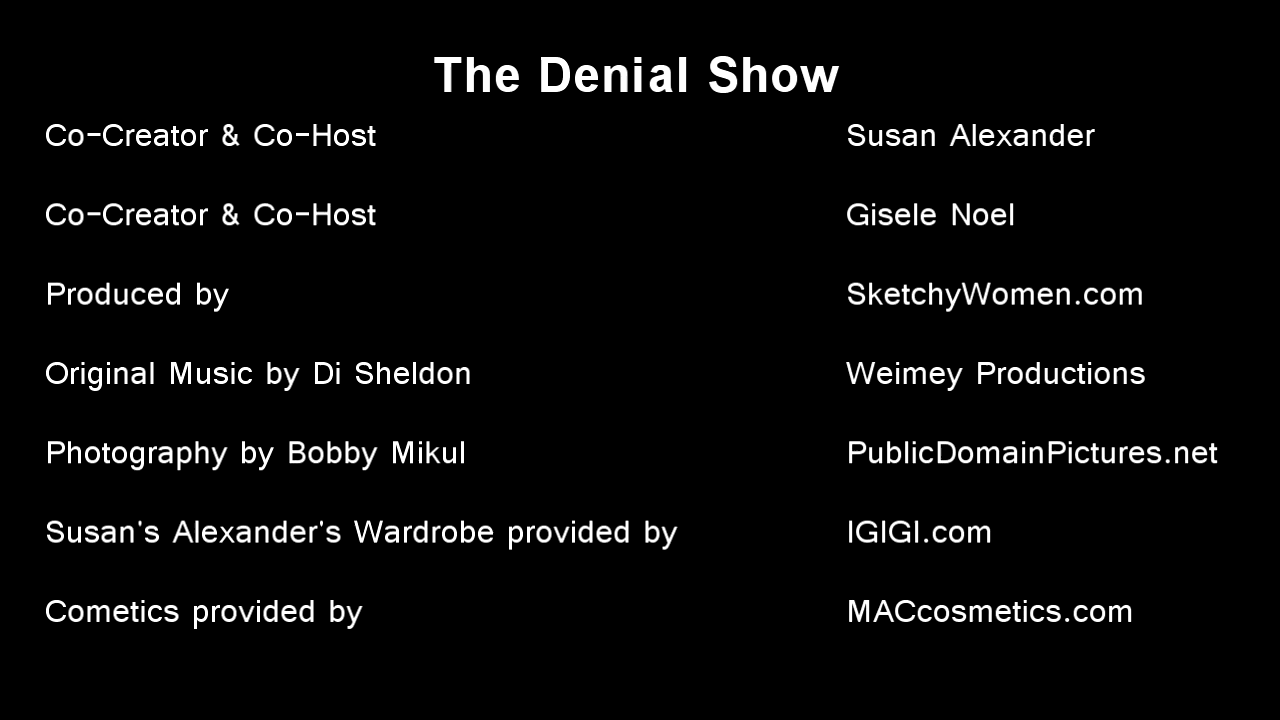 The Denial Show
Co-Creator & Co-Host Susan Alexander
Co-Creator & Co-Host Gisele Noel
Produced by SketchyWomen.com
Original Music by Di Sheldon Weimey Productions
Photography by Bobby Mikul PublicDomainPictures.net
Susan's Alexander's Wardrobe provided by IGIGI.com
Cometics provided by MACcosmetics.com